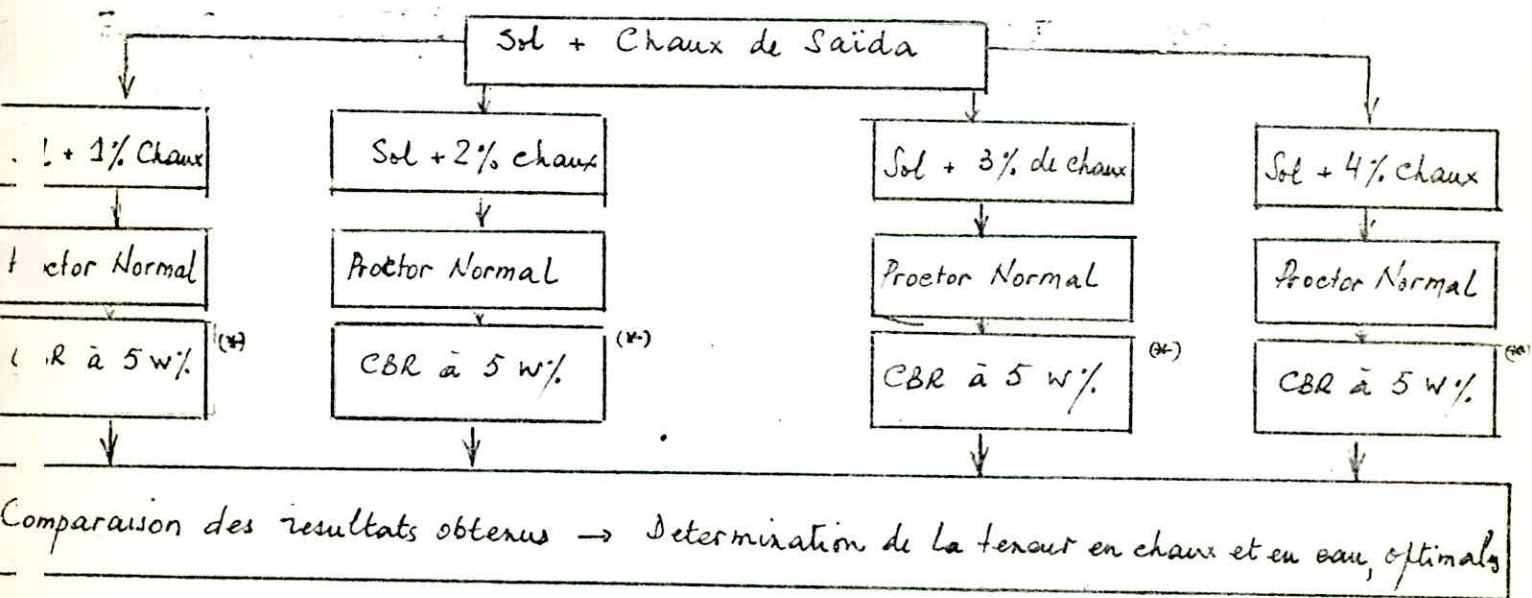 Sol + Chaux de Saïda
+ 1% Chaux
Sol + 2% chaux
Sol + 3% de chaux
Sol + 4% chaux
Normal
Proctor Normal
Proctor Normal
Proctor Normal
à 5 w%
(*)
CBR à 5 w%
(*)
CBR à 5 w%
(*)
CBR à 5 w%
(*)
Comparaison des resultats obtenus → Determination de la teneur en chaux et en eau, optimals